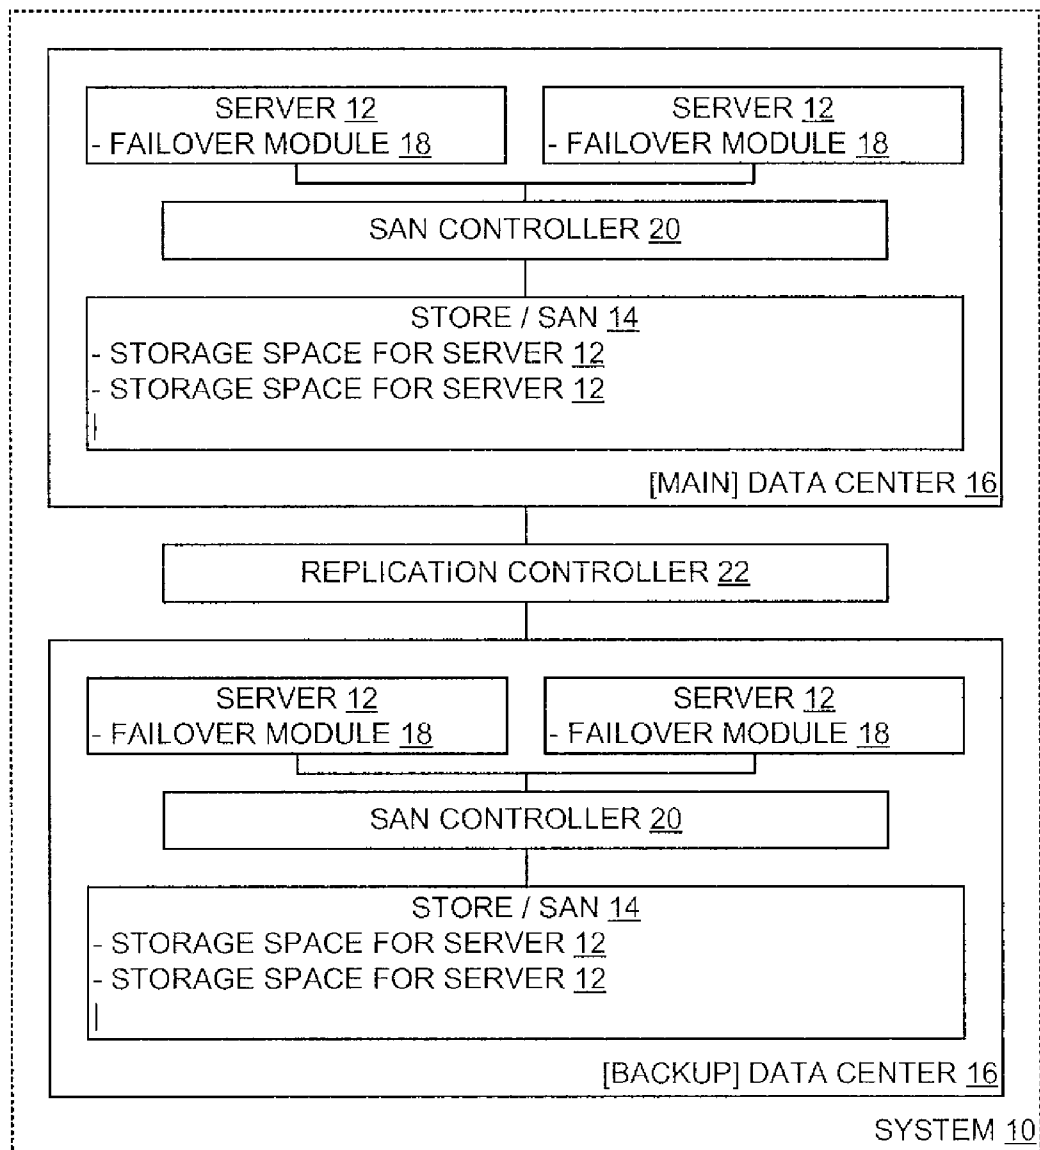 SERVER 12
- FAILOVER MODULE 18
SERVER 12
- FAILOVER MODULE 18
SAN CONTROLLER 20
STORE / SAN 14
- STORAGE SPACE FOR SERVER 12
- STORAGE SPACE FOR SERVER 12
|
[MAIN] DATA CENTER 16
REPLICATION CONTROLLER 22
SERVER 12
- FAILOVER MODULE 18
SERVER 12
- FAILOVER MODULE 18
SAN CONTROLLER 20
STORE / SAN 14
- STORAGE SPACE FOR SERVER 12
- STORAGE SPACE FOR SERVER 12
|
[BACKUP] DATA CENTER 16
SYSTEM 10